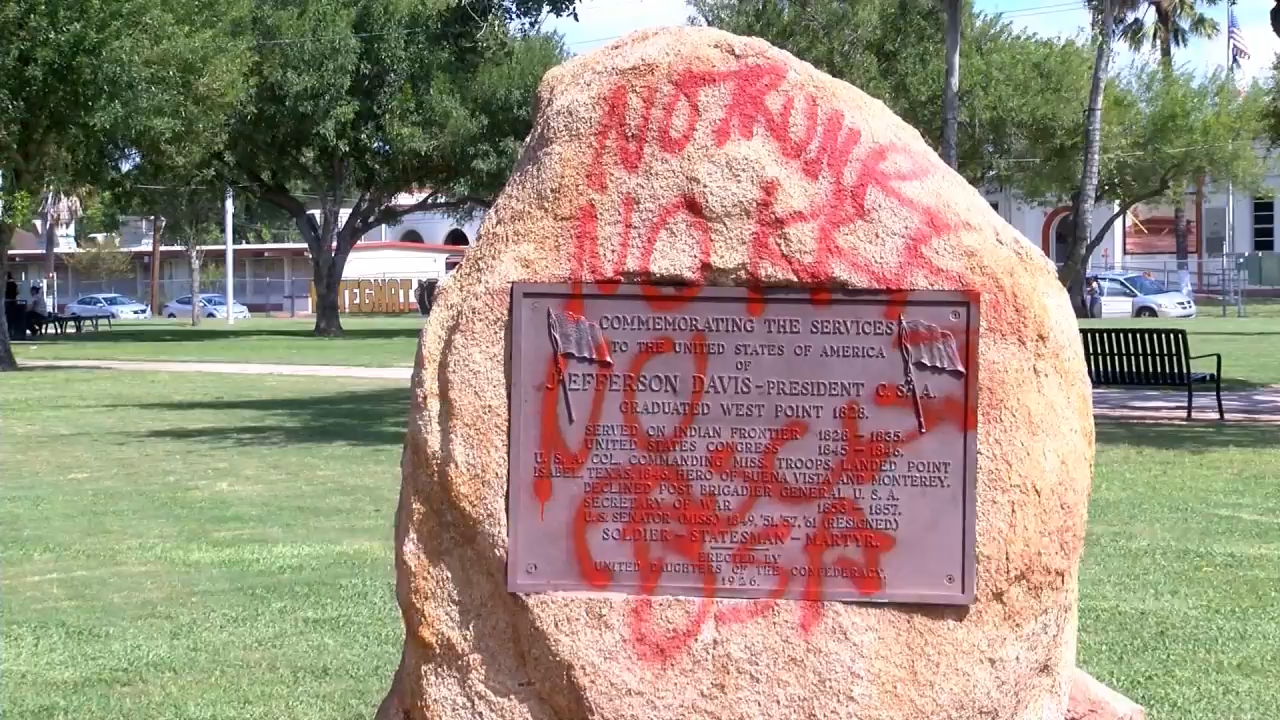 NO TRUMP
NO KKK
COMMEMORATING THE SERVICES
TO THE UNITED STATES OF AMERICA
OF
JEFFERSON DAVIS-PRESIDENT C.S.A.
GRADUATED WEST POINT 1828.
SERVED ON INDIAN FRONTIER 1828 - 1835.
UNITED STATES CONGRESS 1845 - 1846.
U.S.A. COL. COMMANDING MISS. TROOPS, LANDED POINT
ISABEL, TEXAS, 1846, HERO OF BUENA VISTA AND MONTEREY.
DECLINED POST BRIGADIER GENERAL U.S.A.
SECRETARY OF WAR 1853 - 1857.
U.S. SENATOR (MISS.) 1849,'51,'57,'61 (RESIGNED)
SOLDIER - STATESMAN - MARTYR.
ERECTED BY
UNITED DAUGHTERS OF THE CONFEDERACY.
1926.
NO